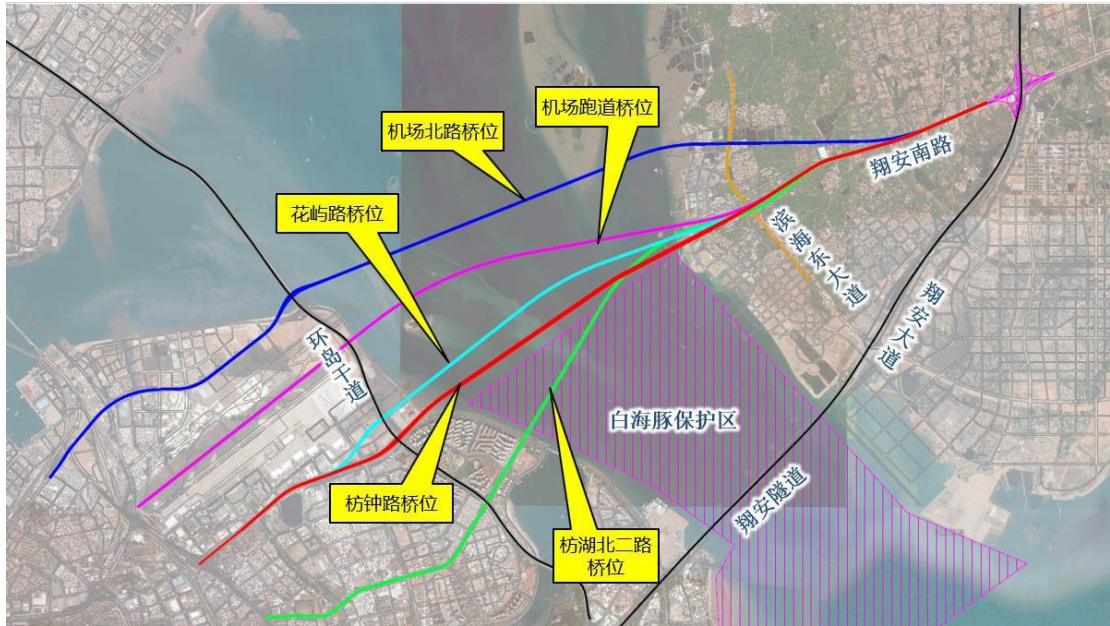 机场跑道桥位
机场北路桥位
翔安南路
花屿路桥位
滨海东大道
翔安大道
环岛干道
白海豚保护区
枋钟路桥位
翔安隧道
枋湖北二路
桥位